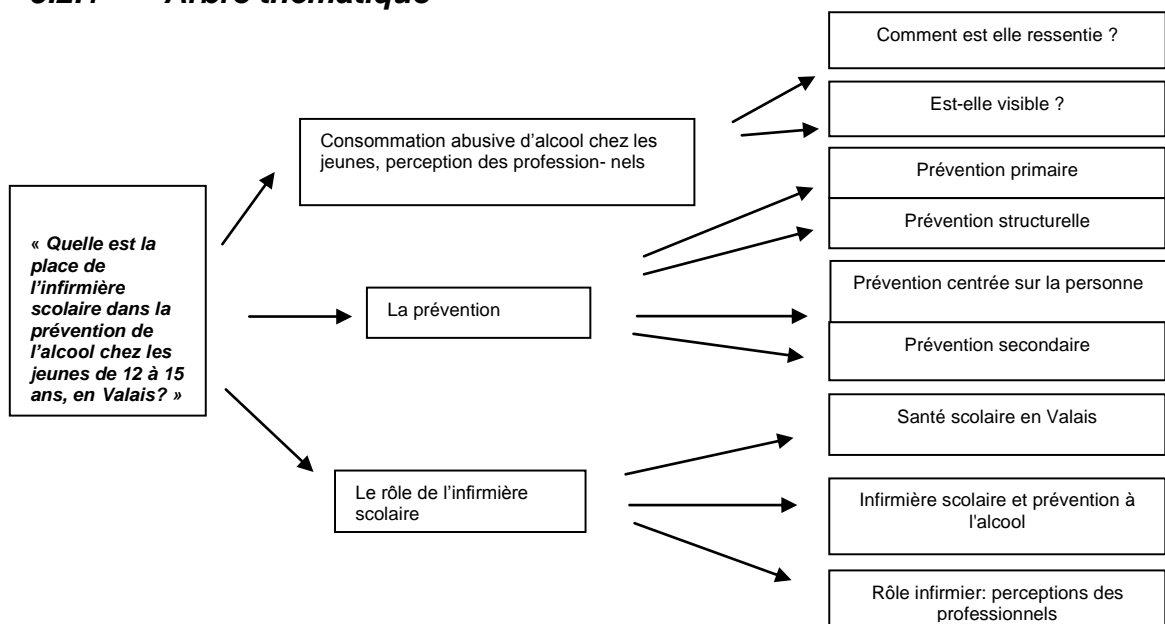 Arbre thématique
Comment est elle ressentie ?
Est-elle visible ?
Consommation abusive d'alcool chez les
jeunes, perception des profession- nels
Prévention primaire
Prévention structurelle
« Quelle est la
place de
l'infirmière
scolaire dans la
prévention de
l'alcool chez les
jeunes de 12 à 15
ans, en Valais? »
La prévention
Prévention centrée sur la personne
Prévention secondaire
Le rôle de l'infirmière
scolaire
Santé scolaire en Valais
Infirmière scolaire et prévention à
l'alcool
Rôle infirmier: perceptions des
professionnels